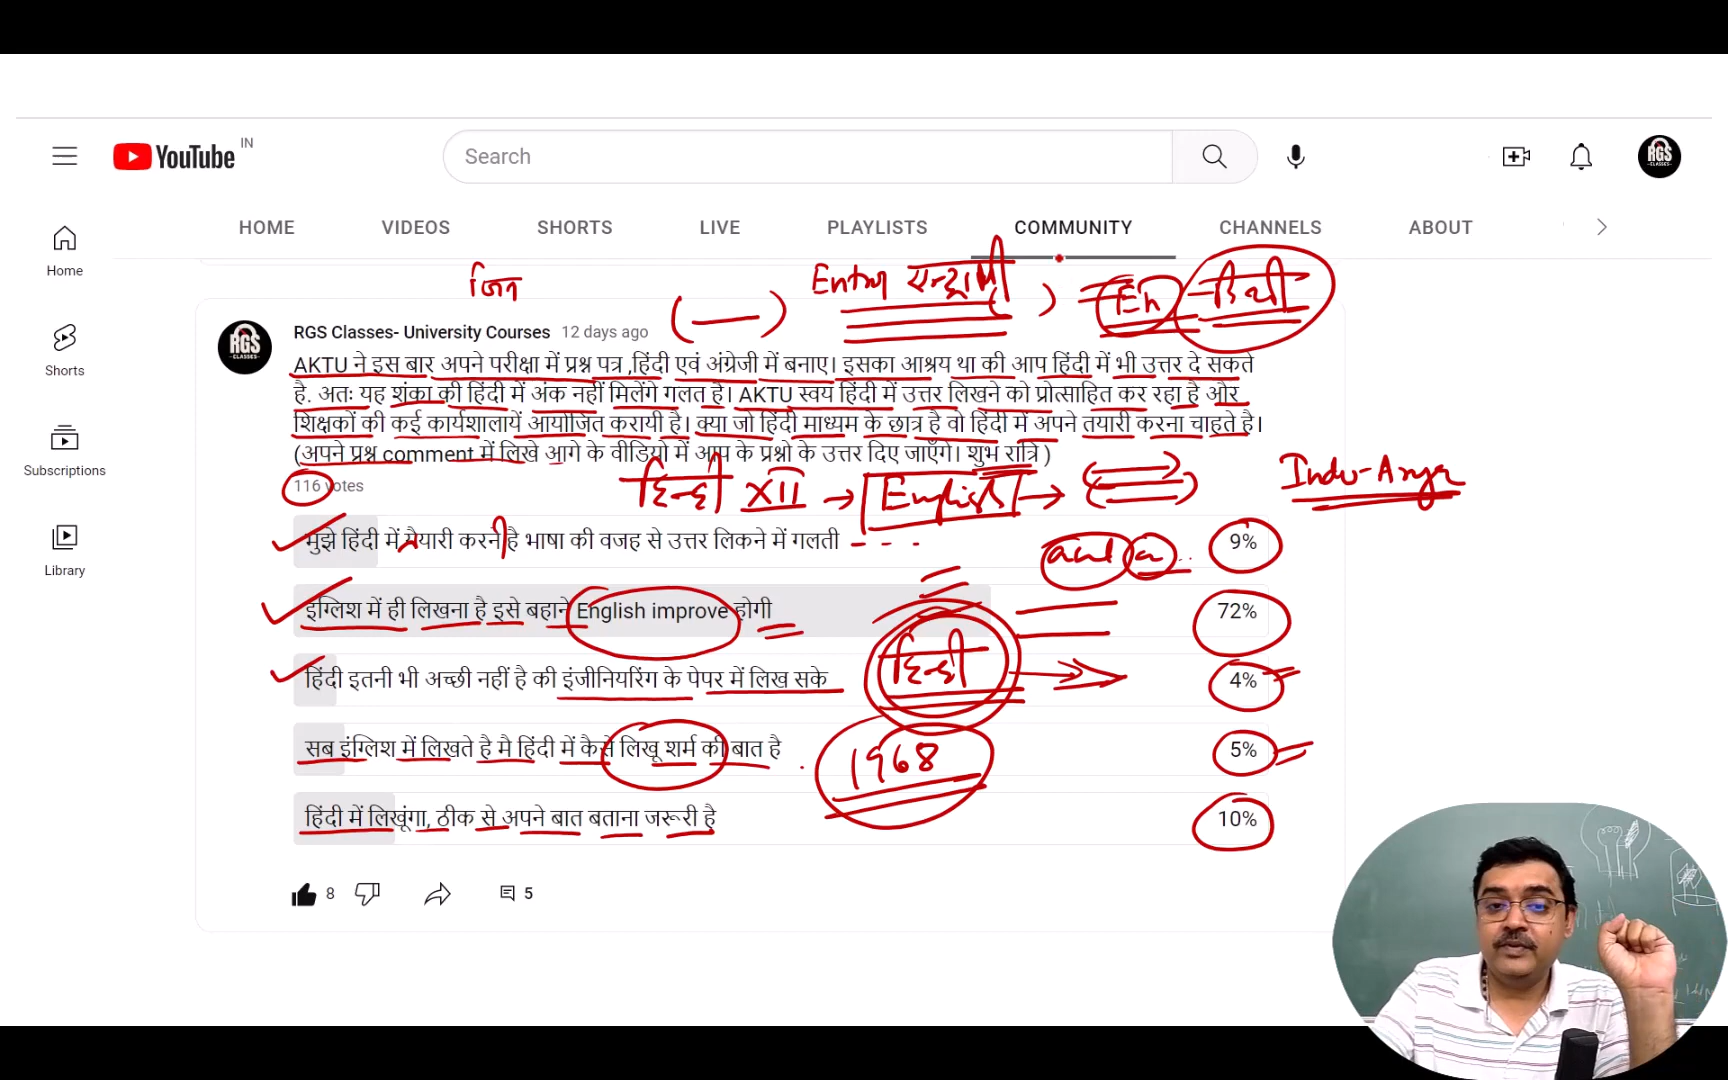 YouTube IN
Search
RGS
CLASSES
HOME VIDEOS SHORTS LIVE PLAYLISTS COMMUNITY CHANNELS ABOUT
Home
Shorts
Subscriptions
Library
Entropy
En हिन्दी
RGS Classes- University Courses 12 days ago
AKTU ने इस बार अपने परीक्षा में प्रश्न पत्र ,हिंदी एवं अंग्रेजी में बनाए। इसका आश्रय था की आप हिंदी में भी उत्तर दे सकते
है. अतः यह शंका की हिंदी में अंक नहीं मिलेंगे गलत है। AKTU स्वय हिंदी में उत्तर लिखने को प्रोत्साहित कर रहा है और
शिक्षकों की कई कार्यशालायें आयोजित करायी है। क्या जो हिंदी माध्यम के छात्र है वो हिंदी में अपने तयारी करना चाहते है।
(अपने प्रश्न comment में लिखे आगे के वीडियो में आप के प्रश्नो के उत्तर दिए जाएँगे। शुभ रात्रि )
116 votes
हिन्दी XII → English →
Indo-Arya
मुझे हिंदी में तैयारी करनी है भाषा की वजह से उत्तर लिकने में गलती 9%
इंग्लिश में ही लिखना है इसे बहाने English improve होगी 72%
हिंदी इतनी भी अच्छी नहीं है की इंजीनियरिंग के पेपर में लिख सके 4%
हिन्दी
सब इंग्लिश में लिखते है मै हिंदी में कैसे लिखू शर्म की बात है 5%
1968
हिंदी में लिखूंगा, ठीक से अपने बात बताना जरूरी है 10%
8 5